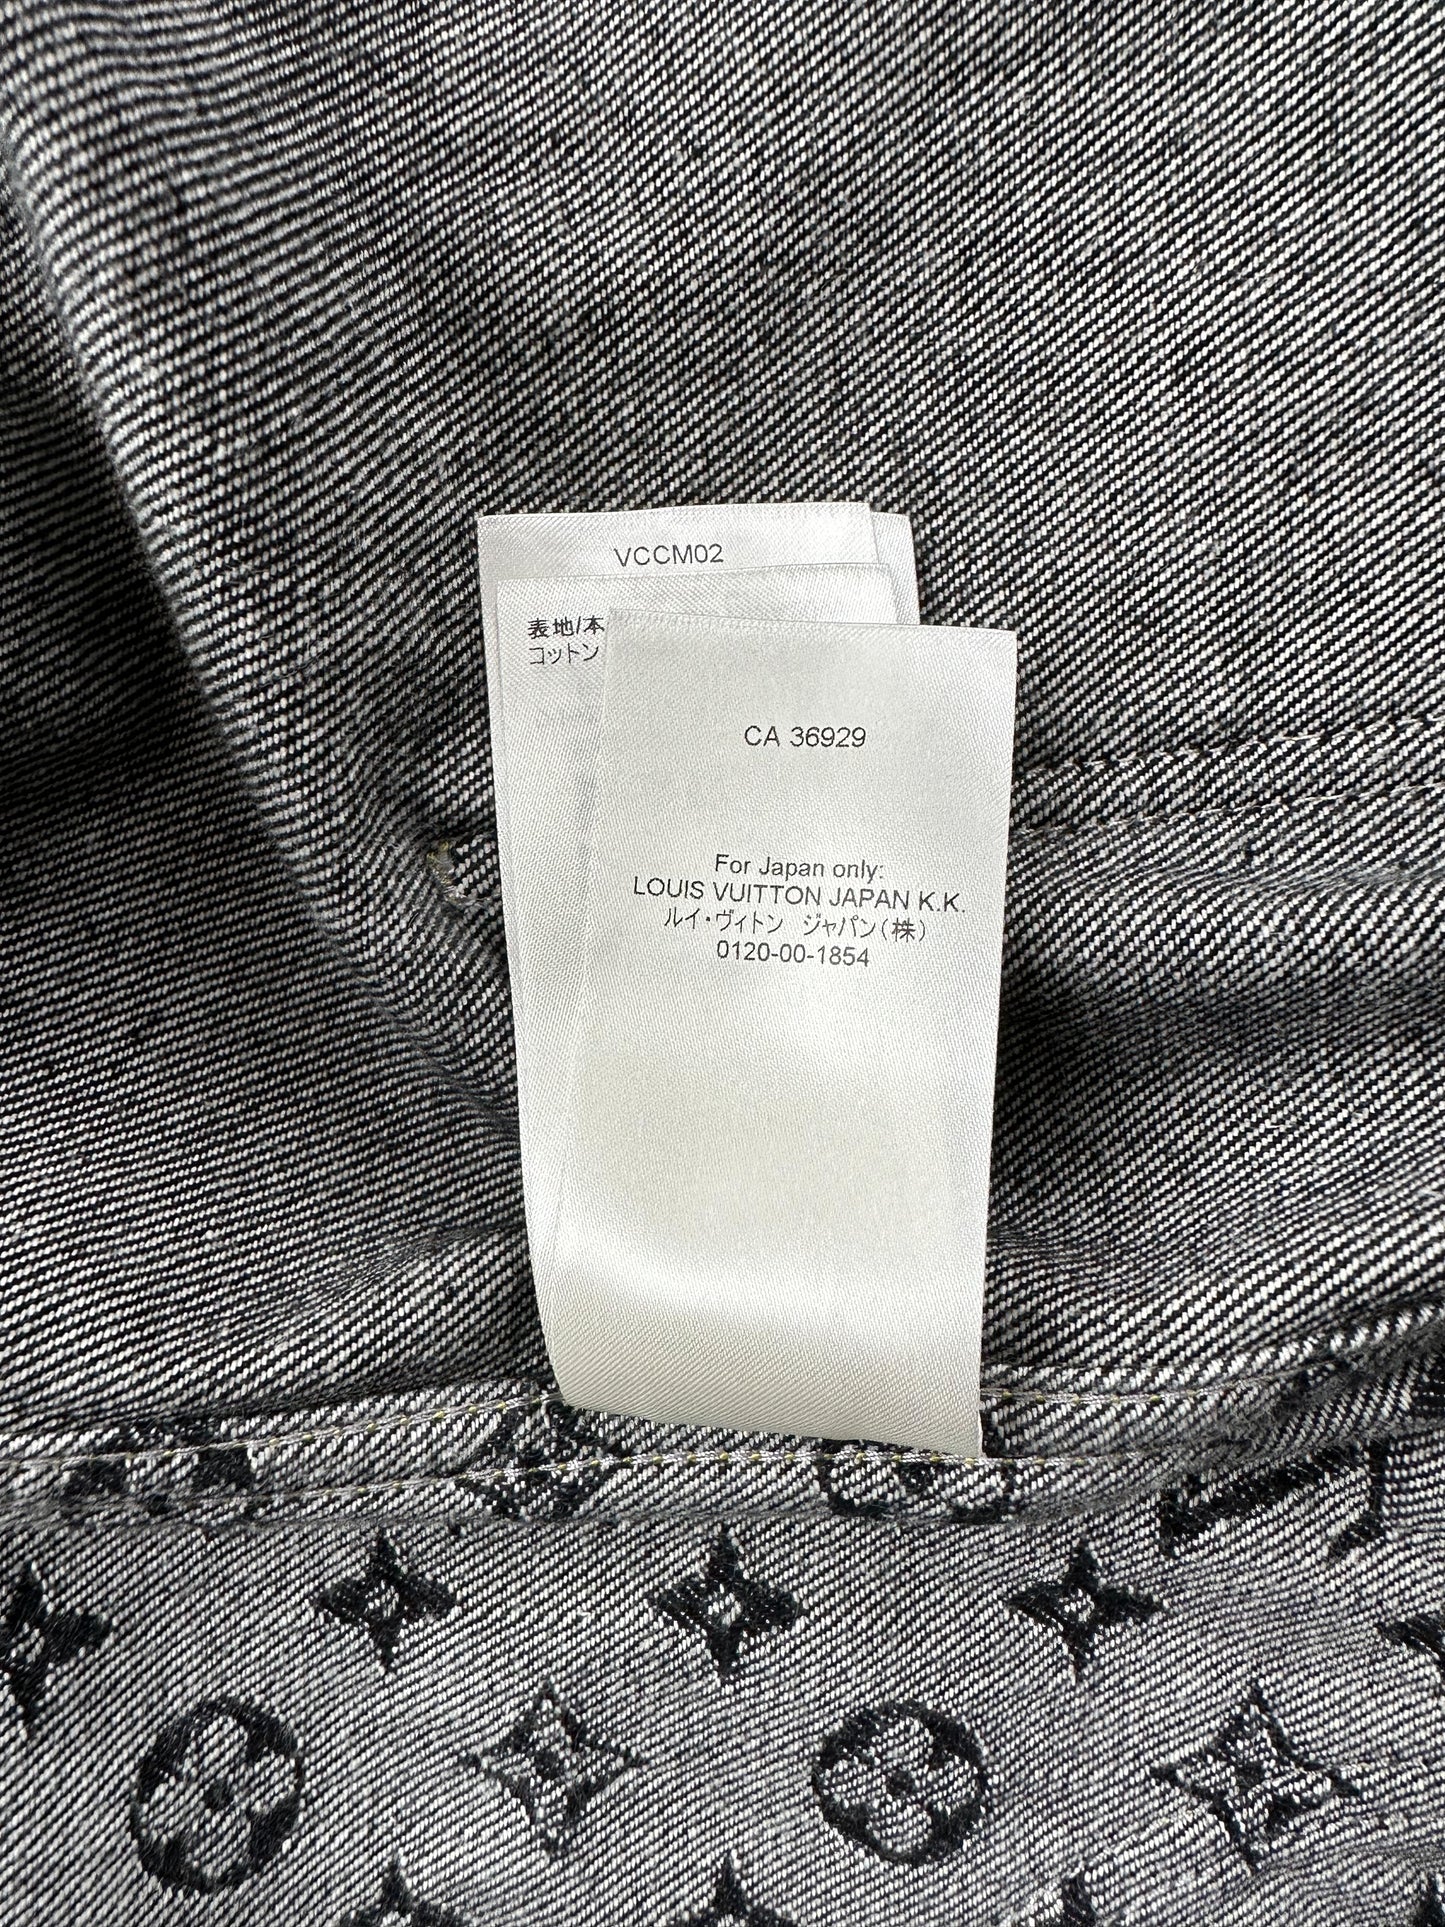 VCCM02
表地/本
コットン
CA 36929
For Japan only:
LOUIS VUITTON JAPAN K.K.
ルイ・ヴィトン ジャパン(株)
0120-00-1854